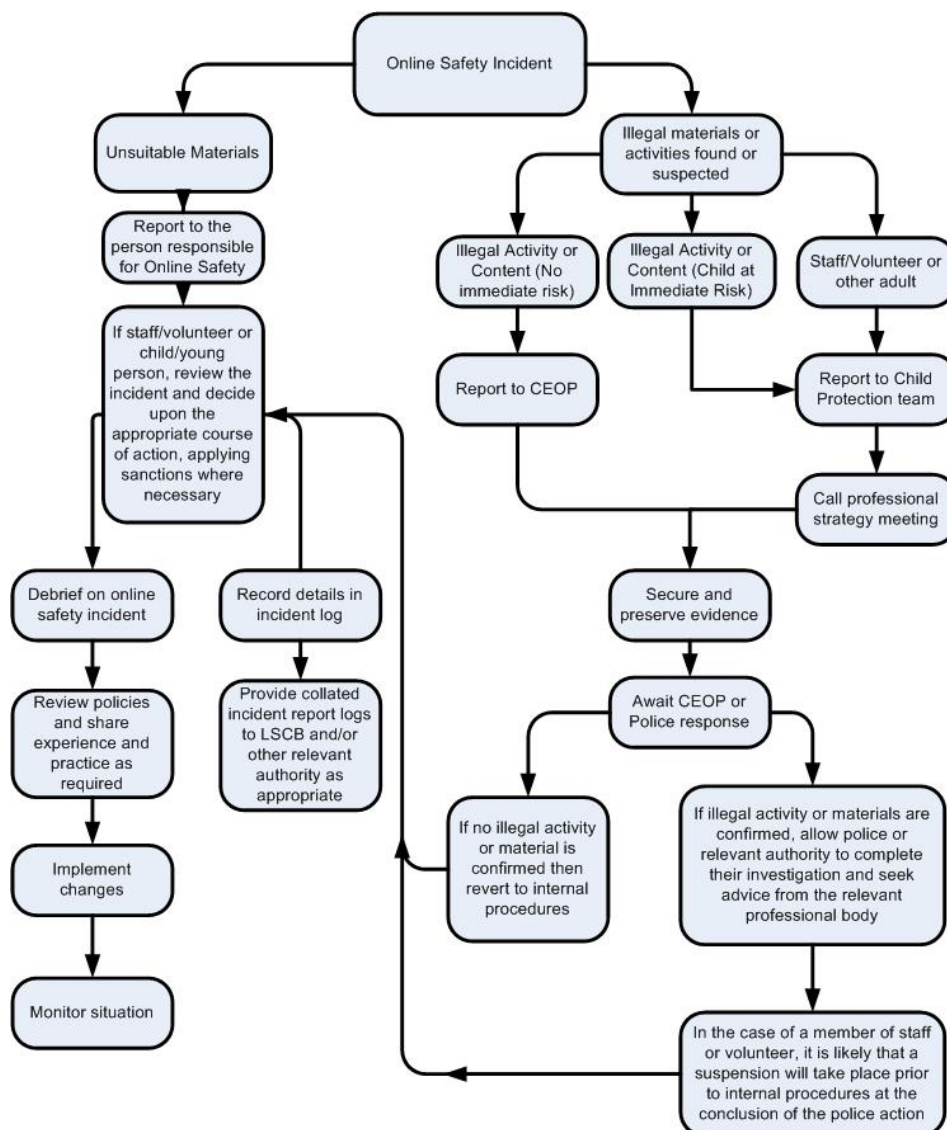 Online Safety Incident
Unsuitable Materials
Report to the
person responsible
for Online Safety
If staff/volunteer or
child/young
person, review the
incident and decide
upon the
appropriate course
of action, applying
sanctions where
necessary
Debrief on online
safety incident
Review policies
and share
experience and
practice as
required
Implement
changes
Monitor situation
Record details in
incident log
Provide collated
incident report logs
to LSCB and/or
other relevant
authority as
appropriate
Illegal materials or
activities found or
suspected
Illegal Activity or
Content (No
immediate risk)
Illegal Activity or
Content (Child at
Immediate Risk)
Staff/Volunteer or
other adult
Report to CEOP
Report to Child
Protection team
Call professional
strategy meeting
Secure and
preserve evidence
Await CEOP or
Police response
If no illegal activity
or material is
confirmed then
revert to internal
procedures
If illegal activity or materials are
confirmed, allow police or
relevant authority to complete
their investigation and seek
advice from the relevant
professional body
In the case of a member of staff
or volunteer, it is likely that a
suspension will take place prior
to internal procedures at the
conclusion of the police action